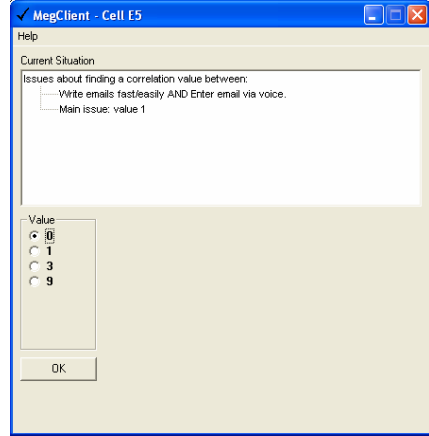 MegClient - Cell E5
Help
Current Situation
Issues about finding a correlation value between:
Write emails fast/easily AND Enter email via voice.
Main issue: value 1
Value
0
1
3
9
OK